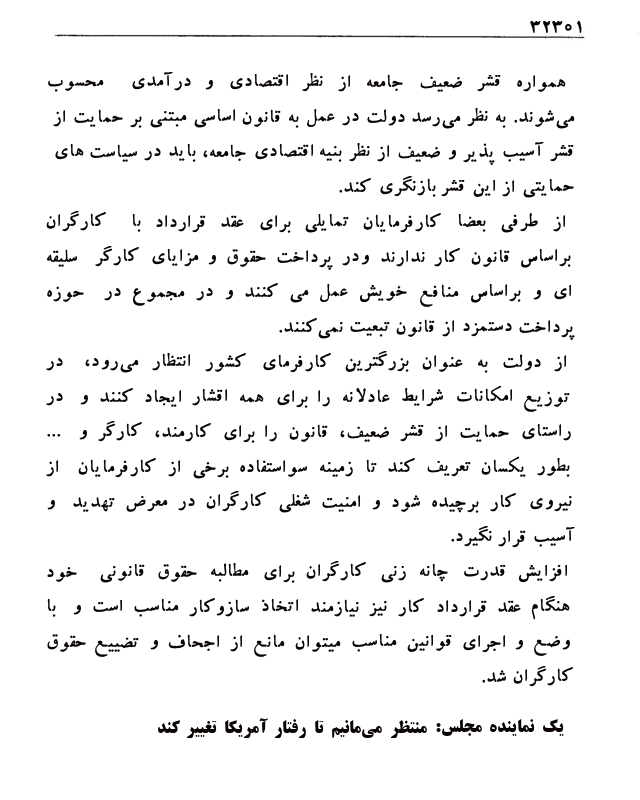 ۳۲۳۰۱
همواره قشر ضعیف جامعه از نظر اقتصادی و درآمدی محسوب
می‌شوند. به نظر می‌رسد دولت در عمل به قانون اساسی مبتنی بر حمایت از
قشر آسیب پذیر و ضعیف از نظر بنیه اقتصادی جامعه، باید در سیاست های
حمایتی از این قشر بازنگری کند.
از طرفی بعضا کارفرمایان تمایلی برای عقد قرارداد با کارگران
براساس قانون کار ندارند ودر پرداخت حقوق و مزایای کارگر سلیقه
ای و براساس منافع خویش عمل می کنند و در مجموع در حوزه
پرداخت دستمزد از قانون تبعیت نمی‌کنند.
از دولت به عنوان بزرگترین کارفرمای کشور انتظار می‌رود، در
توزیع امکانات شرایط عادلانه را برای همه اقشار ایجاد کنند و در
راستای حمایت از قشر ضعیف، قانون را برای کارمند، کارگر و ...
بطور یکسان تعریف کند تا زمینه سواستفاده برخی از کارفرمایان از
نیروی کار برچیده شود و امنیت شغلی کارگران در معرض تهدید و
آسیب قرار نگیرد.
افزایش قدرت چانه زنی کارگران برای مطالبه حقوق قانونی خود
هنگام عقد قرارداد کار نیز نیازمند اتخاذ سازوکار مناسب است و با
وضع و اجرای قوانین مناسب میتوان مانع از اجحاف و تضییع حقوق
کارگران شد.
یک نماینده مجلس: منتظر می‌مانیم تا رفتار آمریکا تغییر کند